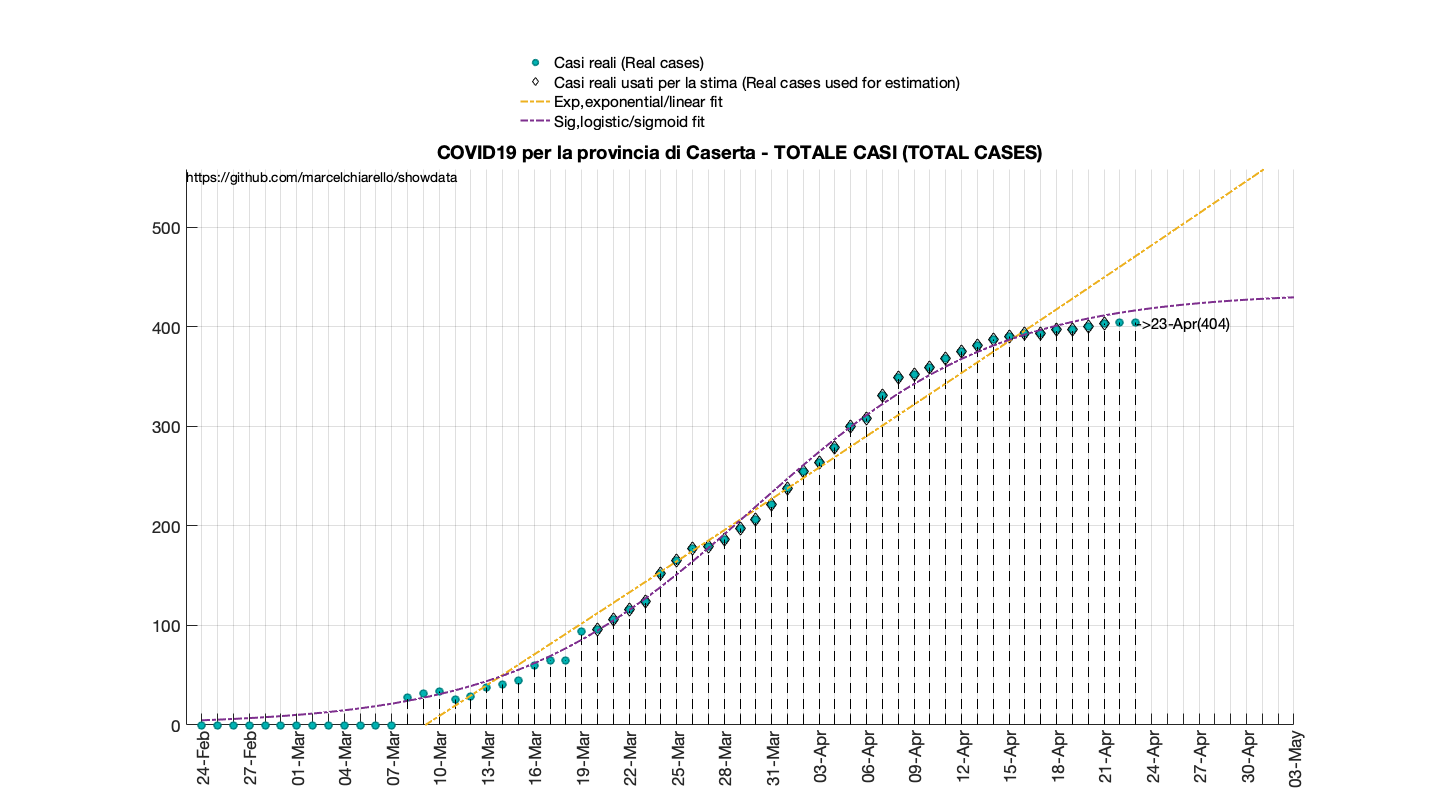 Casi reali (Real cases)
Casi reali usati per la stima (Real cases used for estimation)
Exp,exponential/linear fit
Sig,logistic/sigmoid fit
COVID19 per la provincia di Caserta - TOTALE CASI (TOTAL CASES)
https://github.com/marcelchiarello/showdata
500
400
300
200
100
0
->23-Apr(404)
24-Feb
27-Feb
01-Mar
04-Mar
07-Mar
10-Mar
13-Mar
16-Mar
19-Mar
22-Mar
25-Mar
28-Mar
31-Mar
03-Apr
06-Apr
09-Apr
12-Apr
15-Apr
18-Apr
21-Apr
24-Apr
27-Apr
30-Apr
03-May